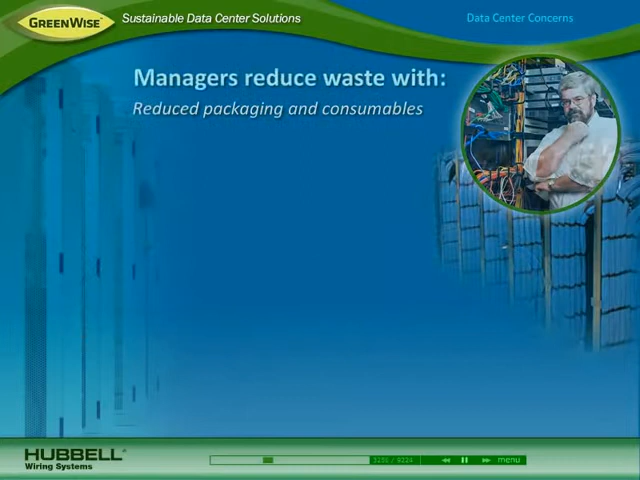 GREENWISE™
Sustainable Data Center Solutions
Data Center Concerns
Managers reduce waste with:
Reduced packaging and consumables
HUBBELL®
Wiring Systems
menu